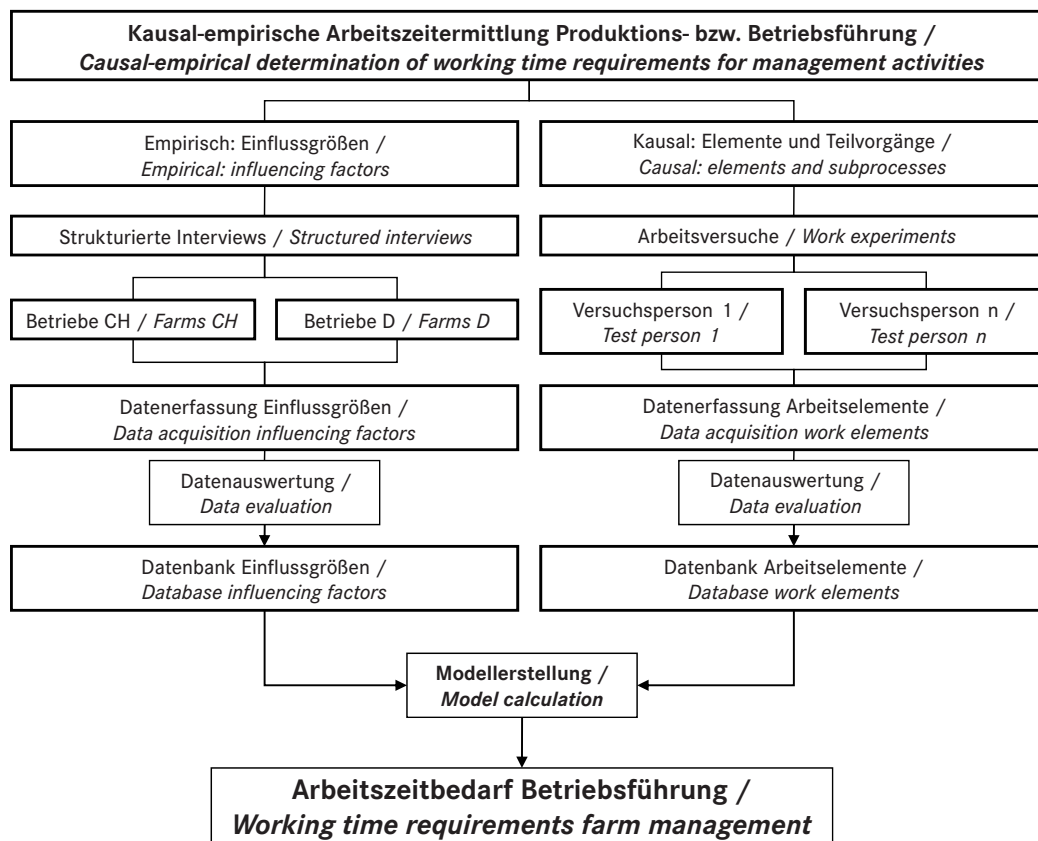 Kausal-empirische Arbeitszeitermittlung Produktions- bzw. Betriebsführung /
Causal-empirical determination of working time requirements for management activities
Empirisch: Einflussgrößen /
Empirical: influencing factors
Kausal: Elemente und Teilvorgänge /
Causal: elements and subprocesses
Strukturierte Interviews / Structured interviews
Arbeitsversuche / Work experiments
Betriebe CH / Farms CH
Betriebe D / Farms D
Versuchsperson 1 /
Test person 1
Versuchsperson n /
Test person n
Datenerfassung Einflussgrößen /
Data acquisition influencing factors
Datenerfassung Arbeitselemente /
Data acquisition work elements
Datenauswertung /
Data evaluation
Datenauswertung /
Data evaluation
Datenbank Einflussgrößen /
Database influencing factors
Datenbank Arbeitselemente /
Database work elements
Modellerstellung /
Model calculation
Arbeitszeitbedarf Betriebsführung /
Working time requirements farm management